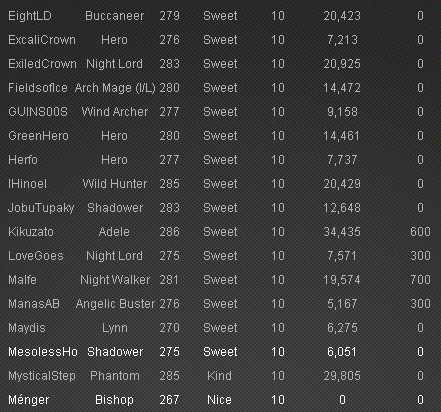 EightLD Buccaneer 279 Sweet 10 20,423 0
ExcaliCrown Hero 276 Sweet 10 7,213 0
ExiledCrown Night Lord 283 Sweet 10 20,925 0
FieldsofIce Arch Mage (I/L) 280 Sweet 10 14,472 0
GUINS00S Wind Archer 277 Sweet 10 9,158 0
GreenHero Hero 280 Sweet 10 14,461 0
Herfo Hero 277 Sweet 10 7,737 0
IHinoel Wild Hunter 285 Sweet 10 20,429 0
JobuTupaky Shadower 283 Sweet 10 12,648 0
Kikuzato Adele 286 Sweet 10 34,435 600
LoveGoes Night Lord 275 Sweet 10 7,571 300
Malfe Night Walker 281 Sweet 10 19,574 700
ManasAB Angelic Buster 276 Sweet 10 5,167 300
Maydis Lynn 270 Sweet 10 6,275 0
MesolessHo Shadower 275 Sweet 10 6,051 0
MysticalStep Phantom 285 Kind 10 29,805 0
Ménger Bishop 267 Nice 10 0 0